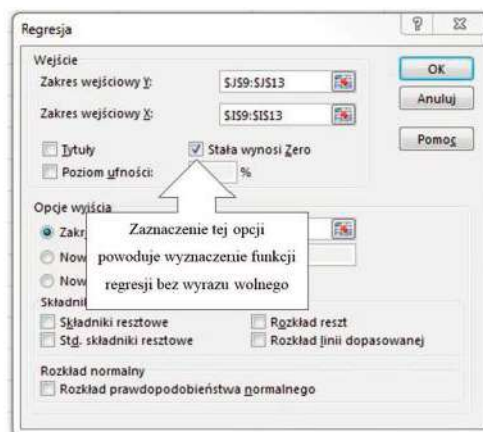 Regresja
Wejście
Zakres wejściowy Y: $J$9:$J$13
Zakres wejściowy X: $I$9:$I$13
Tytuły
Stała wynosi Zero
Poziom ufności: %
OK
Anuluj
Pomoc
Opcje wyjścia
Zakr
Now
Now
Zaznaczenie tej opcji
powoduje wyznaczenie funkcji
regresji bez wyrazu wolnego
Składniki
Składniki resztowe
Rozkład reszt
Std. składniki resztowe
Rozkład linii dopasowanej
Rozkład normalny
Rozkład prawdopodobieństwa normalnego